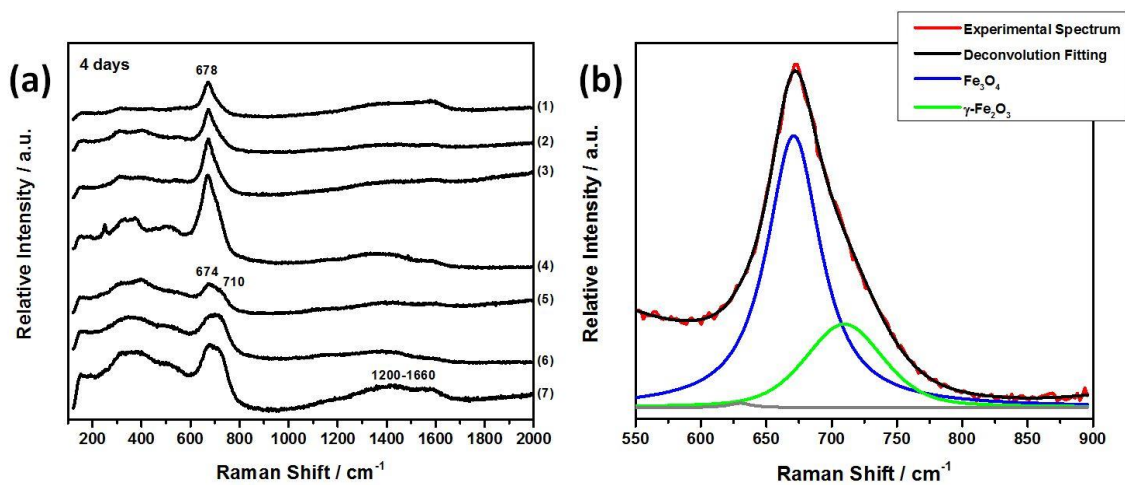 (a)
4 days
678
(1)
(2)
(3)
(4)
674
710
(5)
(6)
1200-1660
(7)
Relative Intensity / a.u.
200 400 600 800 1000 1200 1400 1600 1800 2000
Raman Shift / cm⁻¹
(b)
Experimental Spectrum
Deconvolution Fitting
Fe₃O₄
γ-Fe₂O₃
Relative Intensity / a.u.
550 600 650 700 750 800 850 900
Raman Shift / cm⁻¹